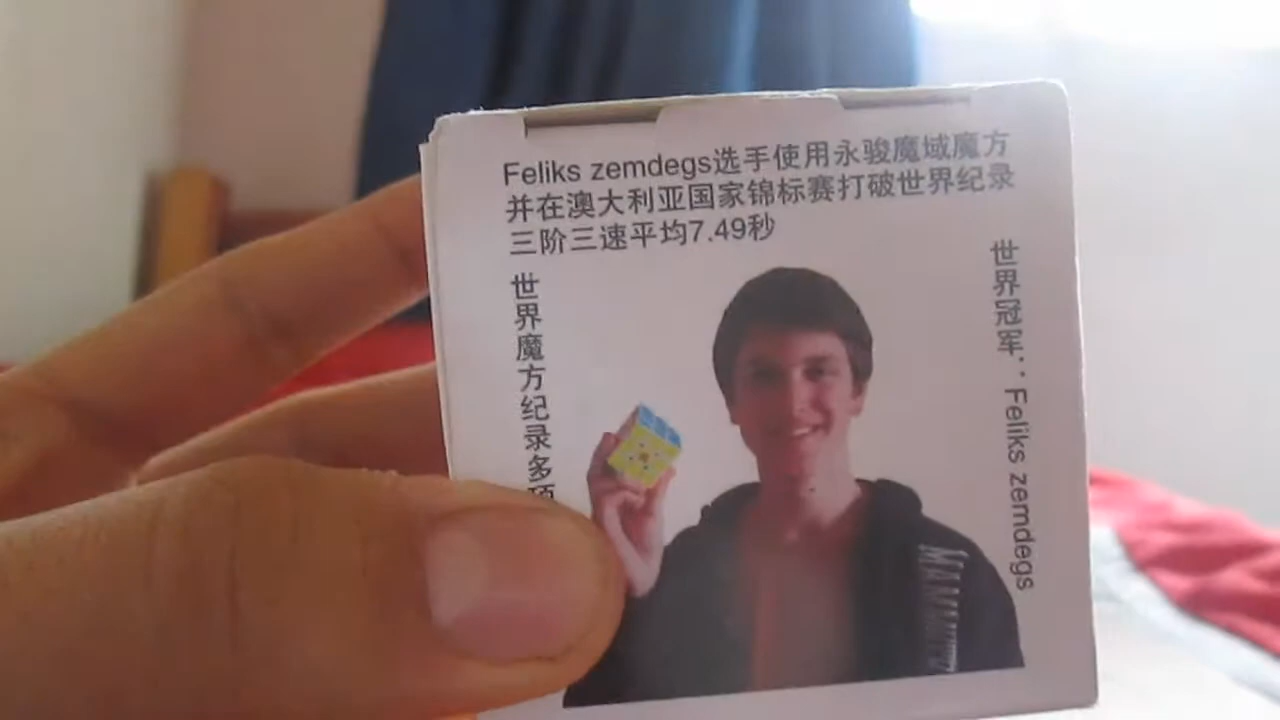 Feliks zemdegs选手使用永骏魔域魔方
并在澳大利亚国家锦标赛打破世界纪录
三阶三速平均7.49秒
世界魔方纪录多项
世界冠军：Feliks zemdegs